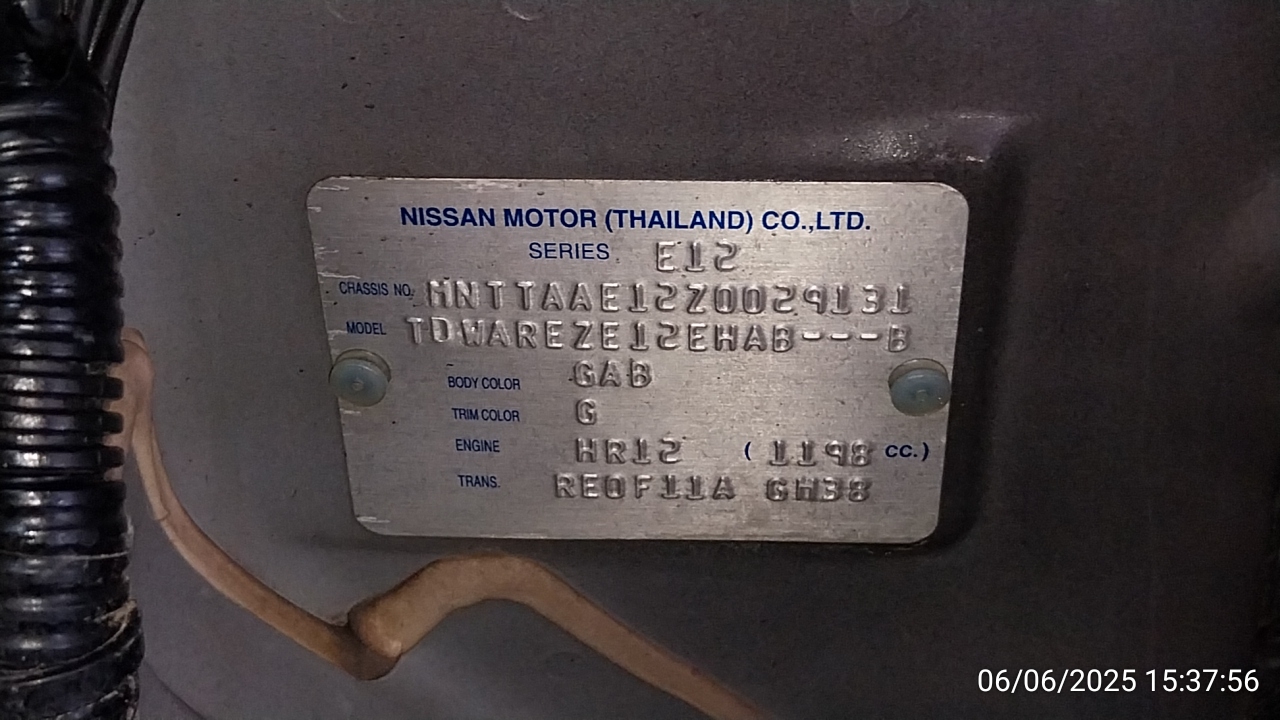 NISSAN MOTOR (THAILAND) CO.,LTD.
SERIES E12
CHASSIS NO. MNTTAAE12Z0029131
MODEL TDWAREZE12EHAB---B
BODY COLOR GAB
TRIM COLOR G
ENGINE HR12 ( 1198 CC.)
TRANS. RE0F11A GH38
06/06/2025 15:37:56